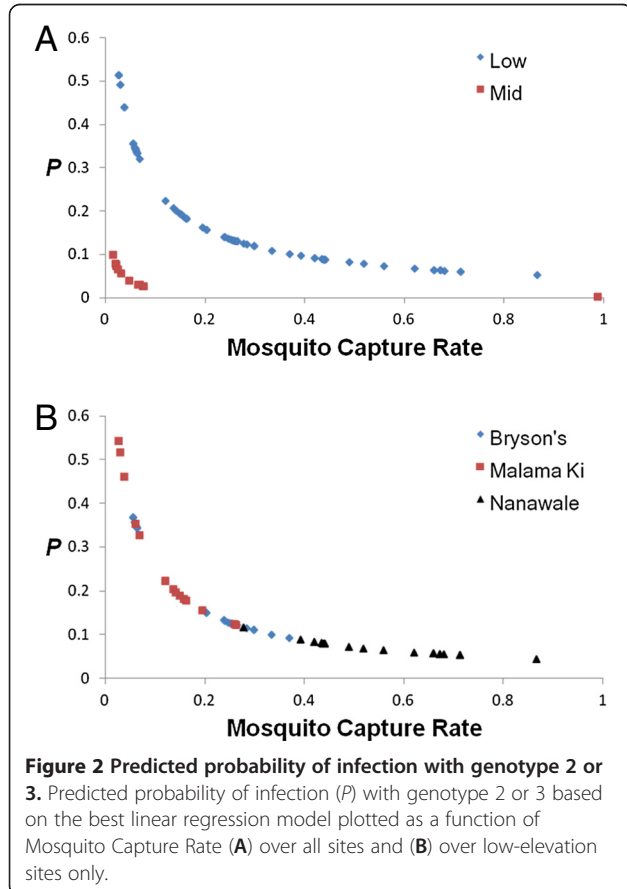 A
0.6
0.5
0.4
0.3
0.2
0.1
0
P
Low
Mid
0 0.2 0.4 0.6 0.8 1
Mosquito Capture Rate
B
0.6
0.5
0.4
0.3
0.2
0.1
0
P
Bryson's
Malama Ki
Nanawale
0 0.2 0.4 0.6 0.8 1
Mosquito Capture Rate
Figure 2 Predicted probability of infection with genotype 2 or
3. Predicted probability of infection (P) with genotype 2 or 3 based
on the best linear regression model plotted as a function of
Mosquito Capture Rate (A) over all sites and (B) over low-elevation
sites only.